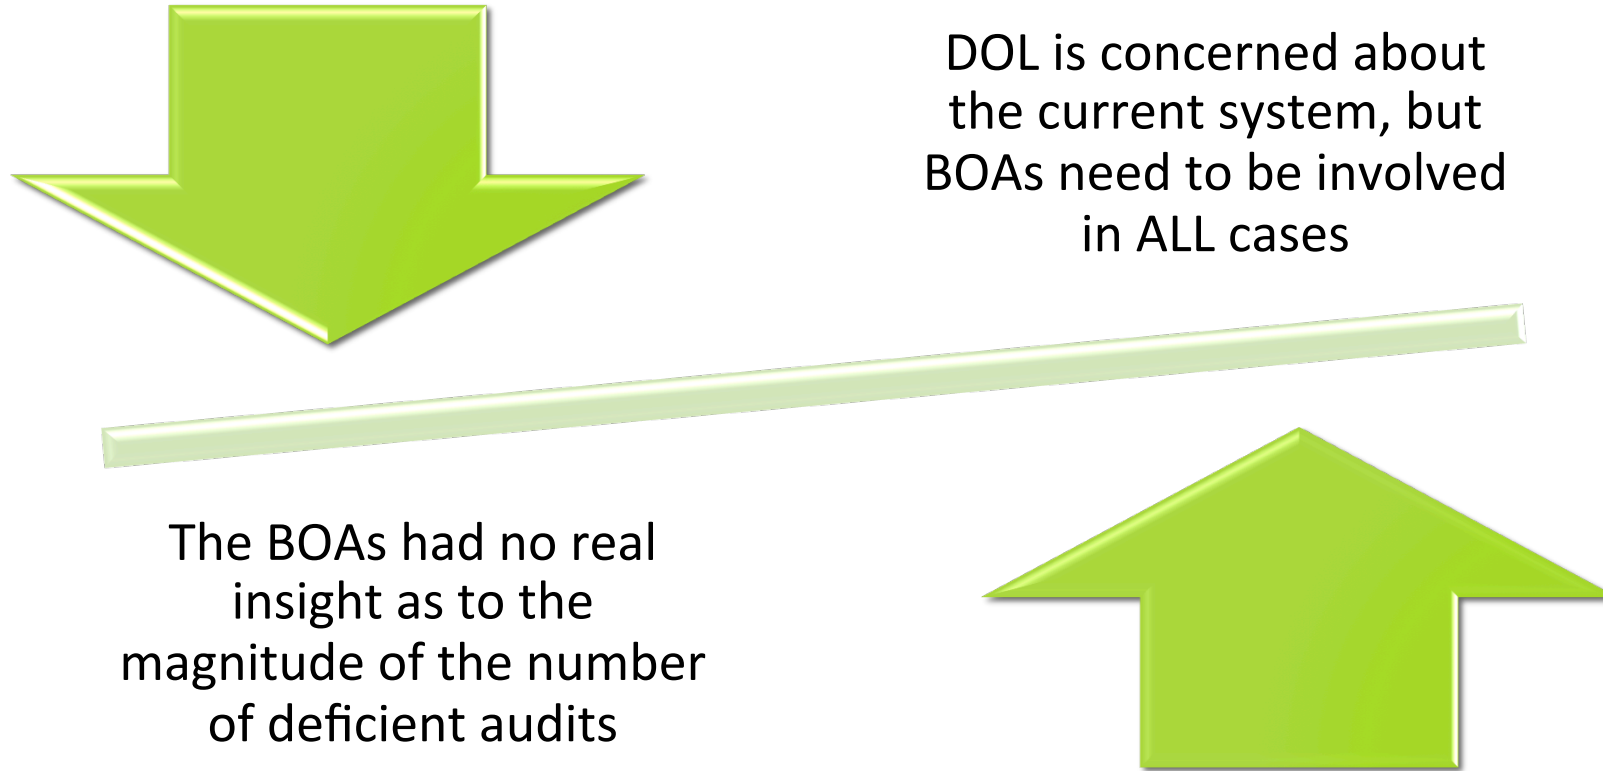 DOL is concerned about
the current system, but
BOAs need to be involved
in ALL cases
The BOAs had no real
insight as to the
magnitude of the number
of deficient audits